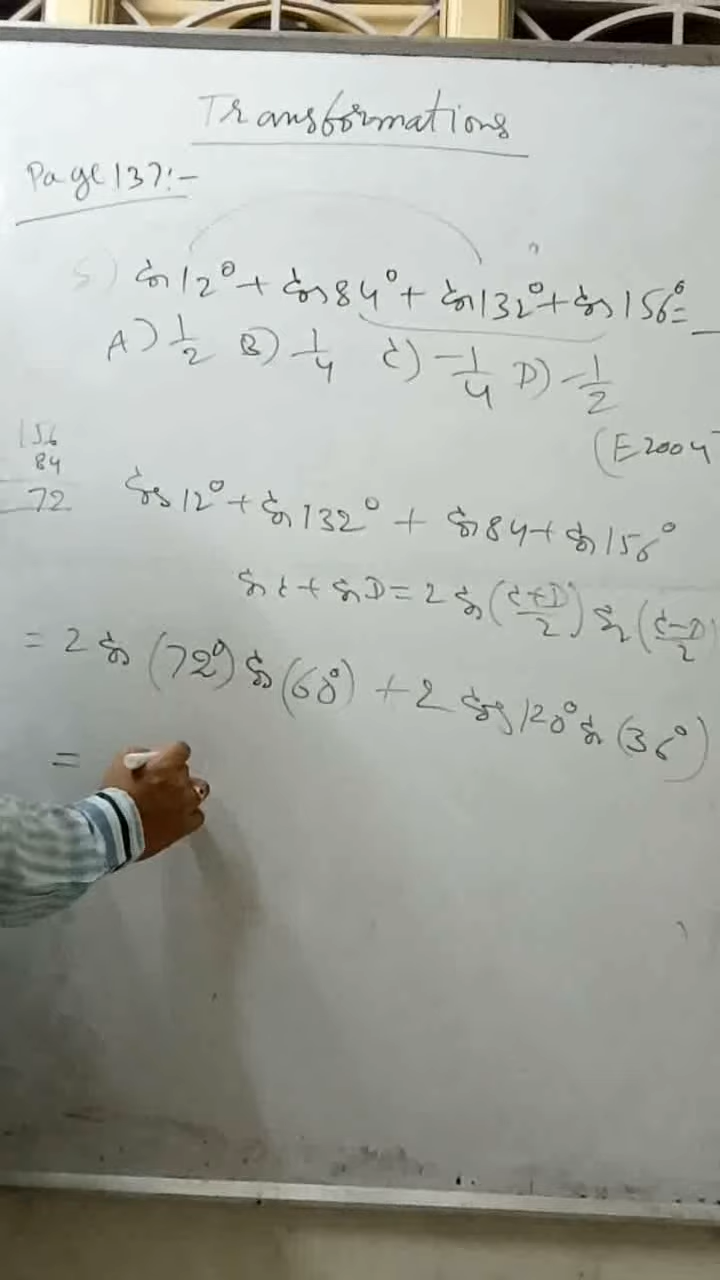 Transformations
Page 137:-
5) cos 12° + cos 84° + cos 132° + cos 156° = _
A) 1/2 B) 1/4 C) -1/4 D) -1/2
(E2004
156
84
72
cos 12° + cos 132° + cos 84 + cos 156°
cos C + cos D = 2 cos (C+D/2) cos (C-D/2)
= 2 cos (72°) cos (60°) + 2 cos 120° cos (36°)
=